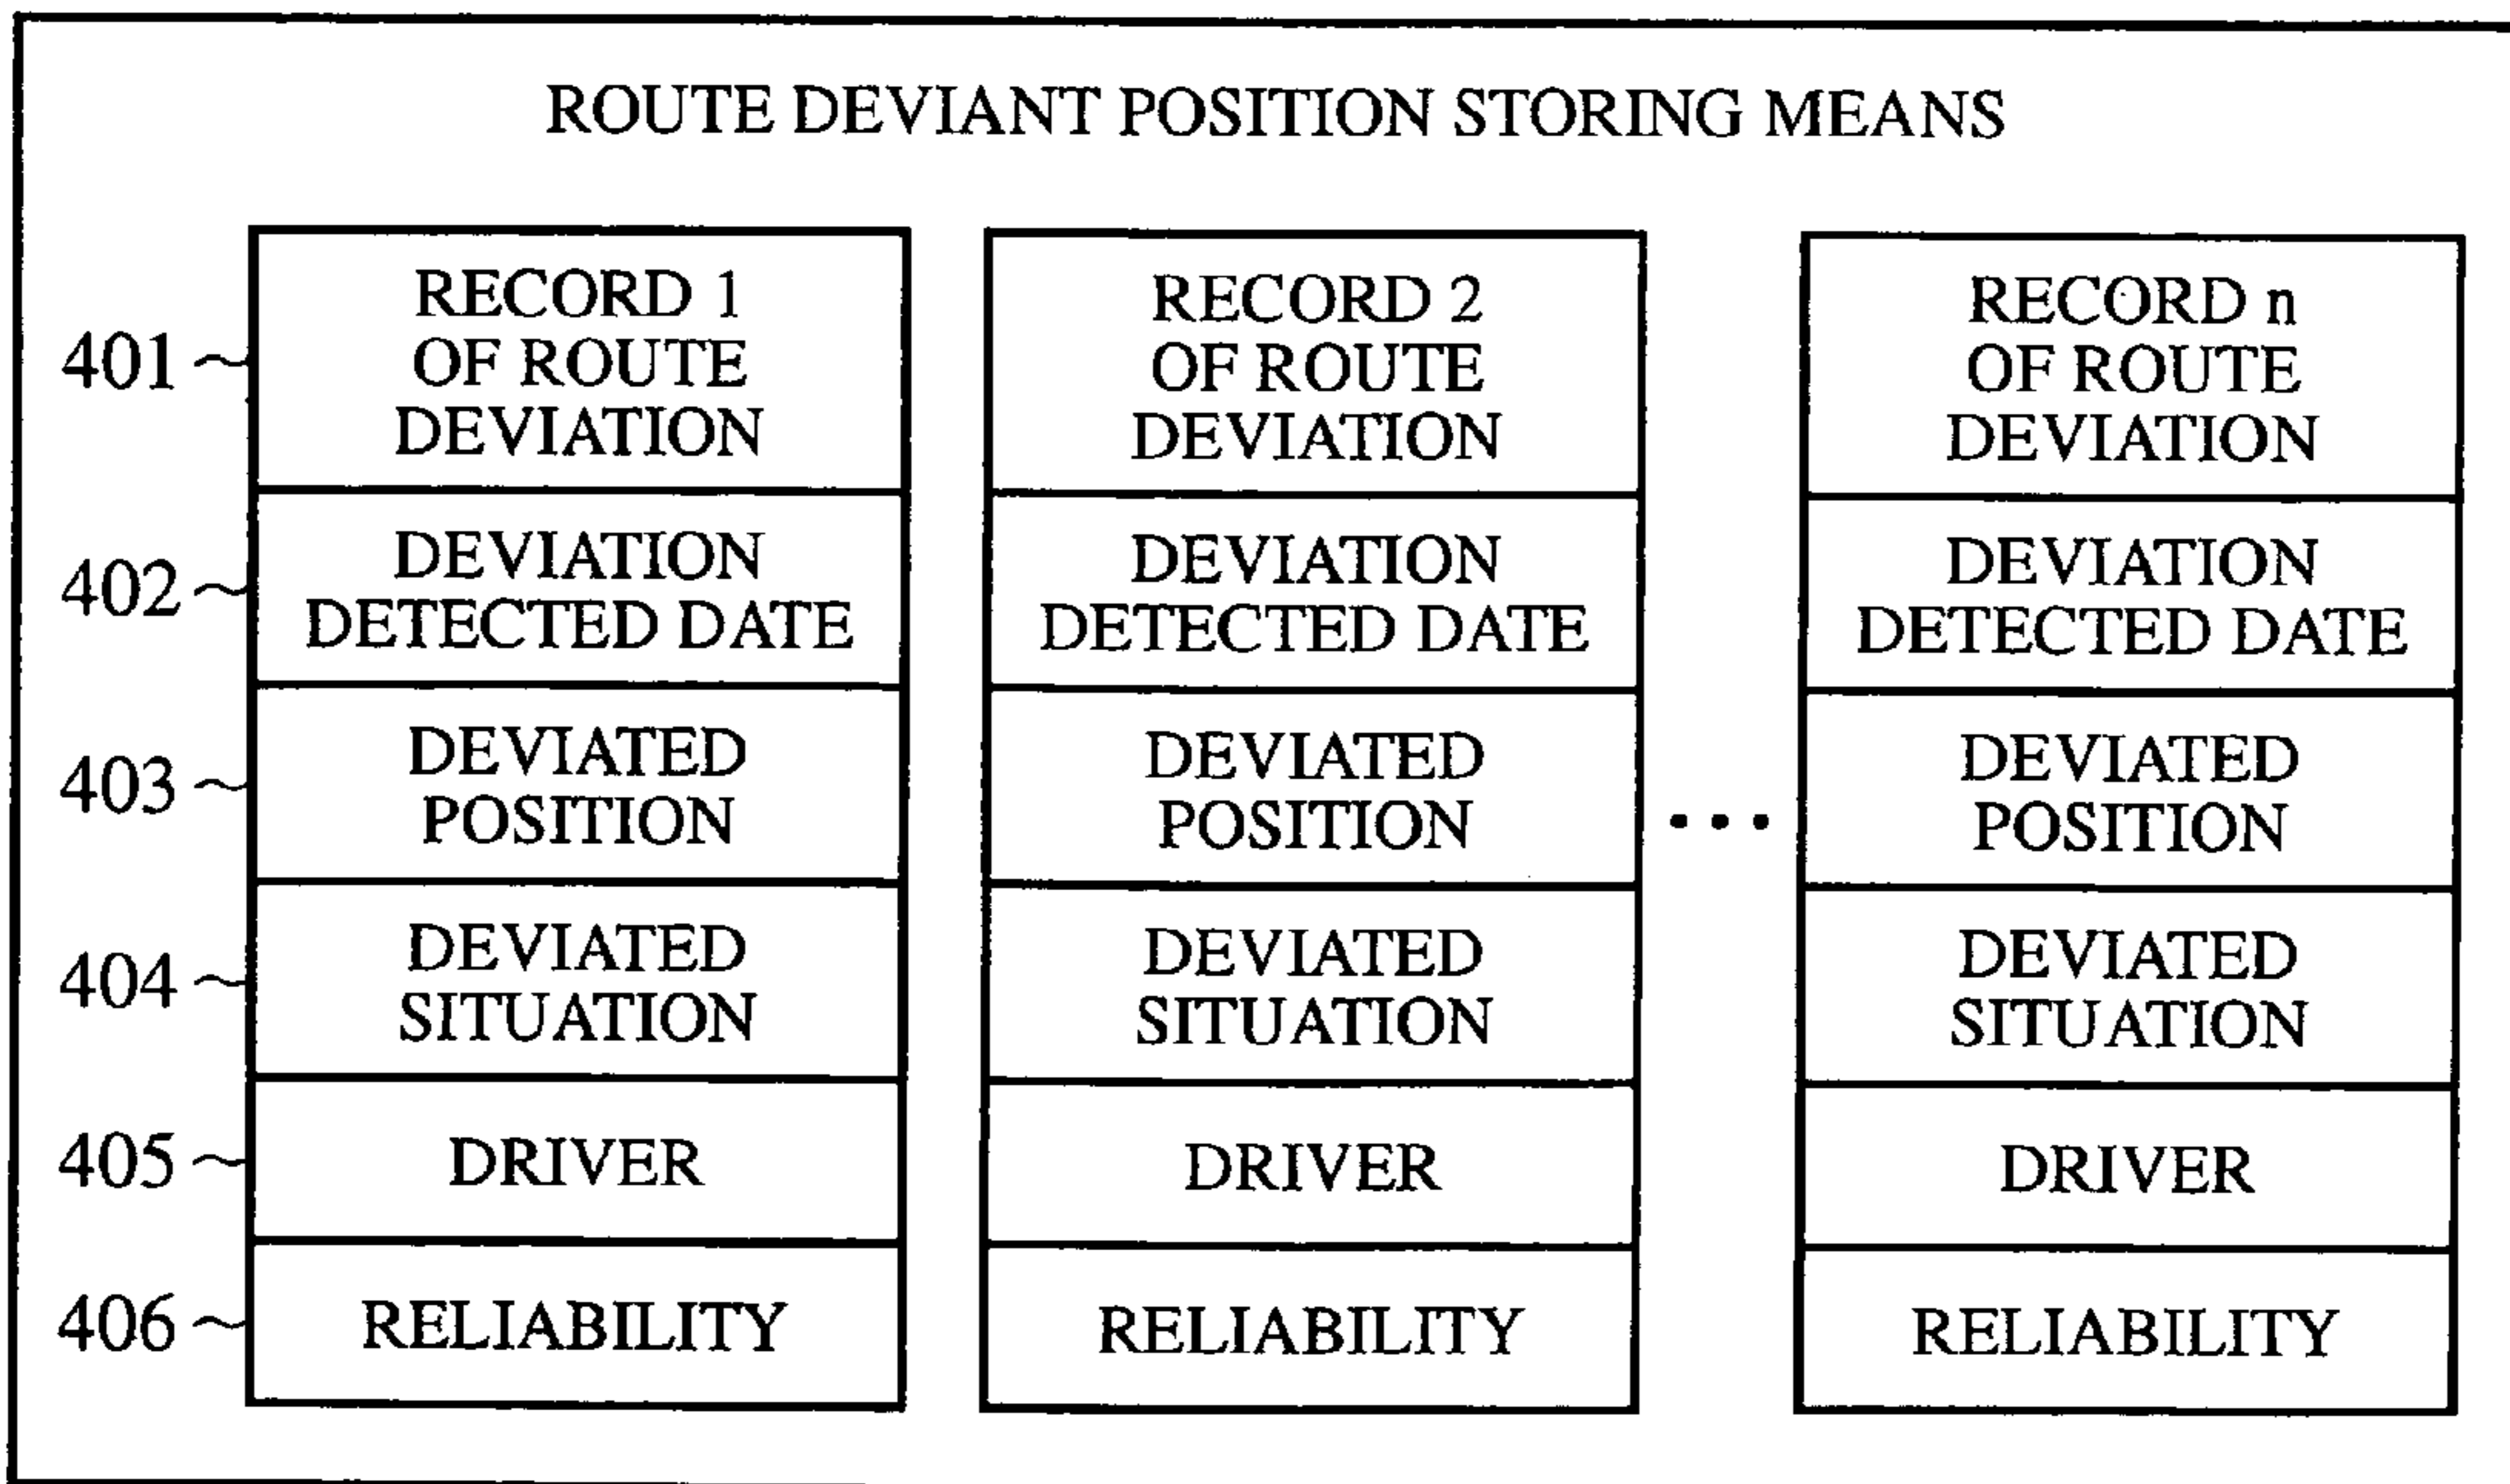 ROUTE DEVIANT POSITION STORING MEANS
401
RECORD 1
OF ROUTE
DEVIATION
402
DEVIATION
DETECTED DATE
403
DEVIATED
POSITION
404
DEVIATED
SITUATION
405
DRIVER
406
RELIABILITY
RECORD 2
OF ROUTE
DEVIATION
DEVIATION
DETECTED DATE
DEVIATED
POSITION
DEVIATED
SITUATION
DRIVER
RELIABILITY
...
RECORD n
OF ROUTE
DEVIATION
DEVIATION
DETECTED DATE
DEVIATED
POSITION
DEVIATED
SITUATION
DRIVER
RELIABILITY